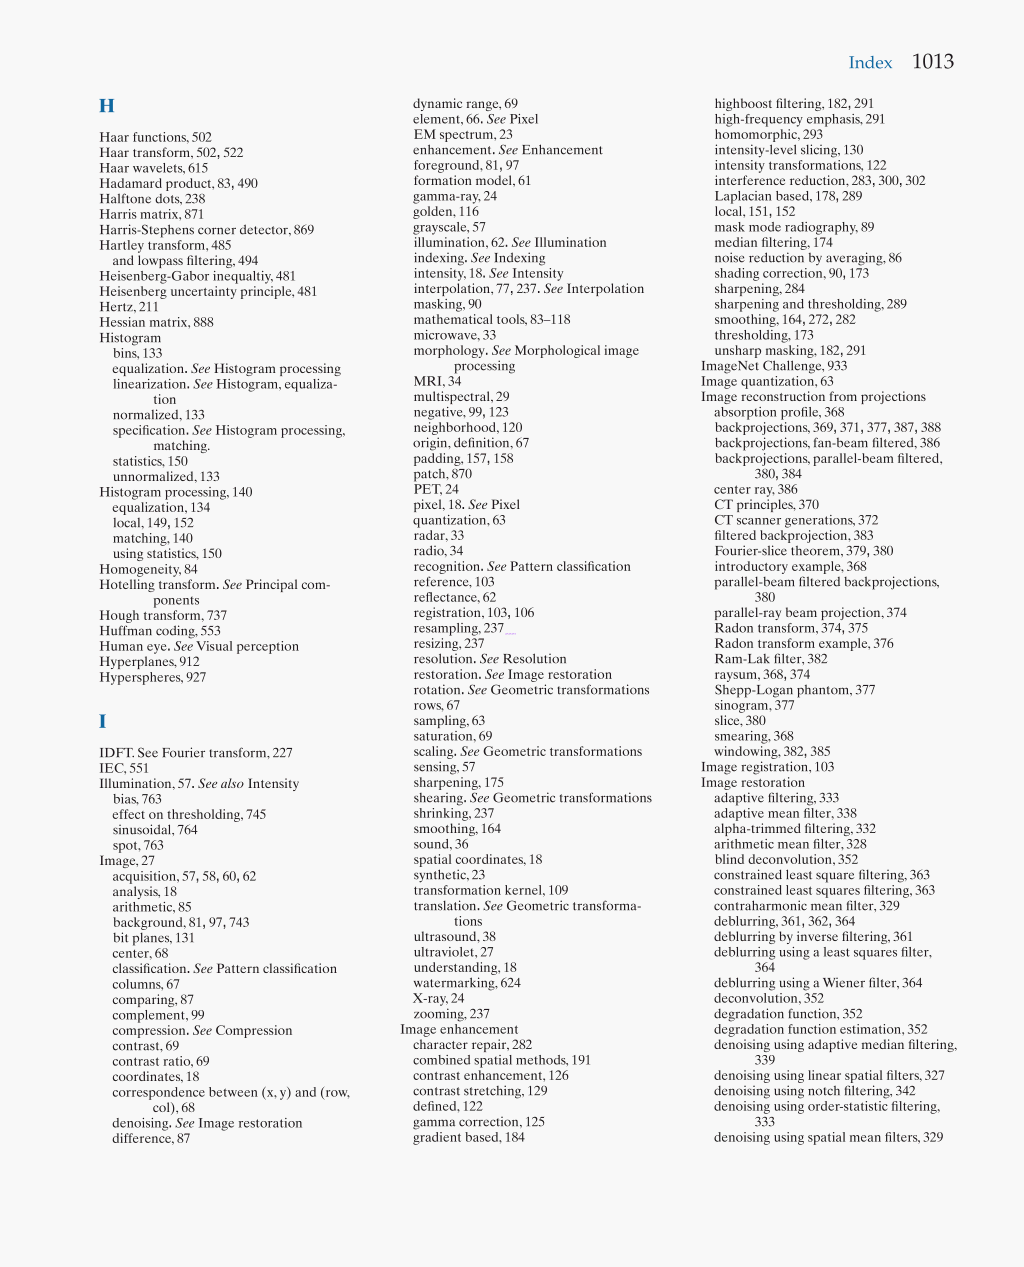 Index 1013
H
Haar functions, 502
Haar transform, 502, 522
Haar wavelets, 615
Hadamard product, 83, 490
Halftone dots, 238
Harris matrix, 871
Harris-Stephens corner detector, 869
Hartley transform, 485
and lowpass filtering, 494
Heisenberg-Gabor inequaltiy, 481
Heisenberg uncertainty principle, 481
Hertz, 211
Hessian matrix, 888
Histogram
bins, 133
equalization. See Histogram processing
linearization. See Histogram, equaliza-
tion
normalized, 133
specification. See Histogram processing,
matching.
statistics, 150
unnormalized, 133
Histogram processing, 140
equalization, 134
local, 149, 152
matching, 140
using statistics, 150
Homogeneity, 84
Hotelling transform. See Principal com-
ponents
Hough transform, 737
Huffman coding, 553
Human eye. See Visual perception
Hyperplanes, 912
Hyperspheres, 927
I
IDFT. See Fourier transform, 227
IEC, 551
Illumination, 57. See also Intensity
bias, 763
effect on thresholding, 745
sinusoidal, 764
spot, 763
Image, 27
acquisition, 57, 58, 60, 62
analysis, 18
arithmetic, 85
background, 81, 97, 743
bit planes, 131
center, 68
classification. See Pattern classification
columns, 67
comparing, 87
complement, 99
compression. See Compression
contrast, 69
contrast ratio, 69
coordinates, 18
correspondence between (x, y) and (row,
col), 68
denoising. See Image restoration
difference, 87
dynamic range, 69
element, 66. See Pixel
EM spectrum, 23
enhancement. See Enhancement
foreground, 81, 97
formation model, 61
gamma-ray, 24
golden, 116
grayscale, 57
illumination, 62. See Illumination
indexing. See Indexing
intensity, 18. See Intensity
interpolation, 77, 237. See Interpolation
masking, 90
mathematical tools, 83–118
microwave, 33
morphology. See Morphological image
processing
MRI, 34
multispectral, 29
negative, 99, 123
neighborhood, 120
origin, definition, 67
padding, 157, 158
patch, 870
PET, 24
pixel, 18. See Pixel
quantization, 63
radar, 33
radio, 34
recognition. See Pattern classification
reference, 103
reflectance, 62
registration, 103, 106
resampling, 237
resizing, 237
resolution. See Resolution
restoration. See Image restoration
rotation. See Geometric transformations
rows, 67
sampling, 63
saturation, 69
scaling. See Geometric transformations
sensing, 57
sharpening, 175
shearing. See Geometric transformations
shrinking, 237
smoothing, 164
sound, 36
spatial coordinates, 18
synthetic, 23
transformation kernel, 109
translation. See Geometric transforma-
tions
ultrasound, 38
ultraviolet, 27
understanding, 18
watermarking, 624
X-ray, 24
zooming, 237
Image enhancement
character repair, 282
combined spatial methods, 191
contrast enhancement, 126
contrast stretching, 129
defined, 122
gamma correction, 125
gradient based, 184
highboost filtering, 182, 291
high-frequency emphasis, 291
homomorphic, 293
intensity-level slicing, 130
intensity transformations, 122
interference reduction, 283, 300, 302
Laplacian based, 178, 289
local, 151, 152
mask mode radiography, 89
median filtering, 174
noise reduction by averaging, 86
shading correction, 90, 173
sharpening, 284
sharpening and thresholding, 289
smoothing, 164, 272, 282
thresholding, 173
unsharp masking, 182, 291
ImageNet Challenge, 933
Image quantization, 63
Image reconstruction from projections
absorption profile, 368
backprojections, 369, 371, 377, 387, 388
backprojections, fan-beam filtered, 386
backprojections, parallel-beam filtered,
380, 384
center ray, 386
CT principles, 370
CT scanner generations, 372
filtered backprojection, 383
Fourier-slice theorem, 379, 380
introductory example, 368
parallel-beam filtered backprojections,
380
parallel-ray beam projection, 374
Radon transform, 374, 375
Radon transform example, 376
Ram-Lak filter, 382
raysum, 368, 374
Shepp-Logan phantom, 377
sinogram, 377
slice, 380
smearing, 368
windowing, 382, 385
Image registration, 103
Image restoration
adaptive filtering, 333
adaptive mean filter, 338
alpha-trimmed filtering, 332
arithmetic mean filter, 328
blind deconvolution, 352
constrained least square filtering, 363
constrained least squares filtering, 363
contraharmonic mean filter, 329
deblurring, 361, 362, 364
deblurring by inverse filtering, 361
deblurring using a least squares filter,
364
deblurring using a Wiener filter, 364
deconvolution, 352
degradation function, 352
degradation function estimation, 352
denoising using adaptive median filtering,
339
denoising using linear spatial filters, 327
denoising using notch filtering, 342
denoising using order-statistic filtering,
333
denoising using spatial mean filters, 329